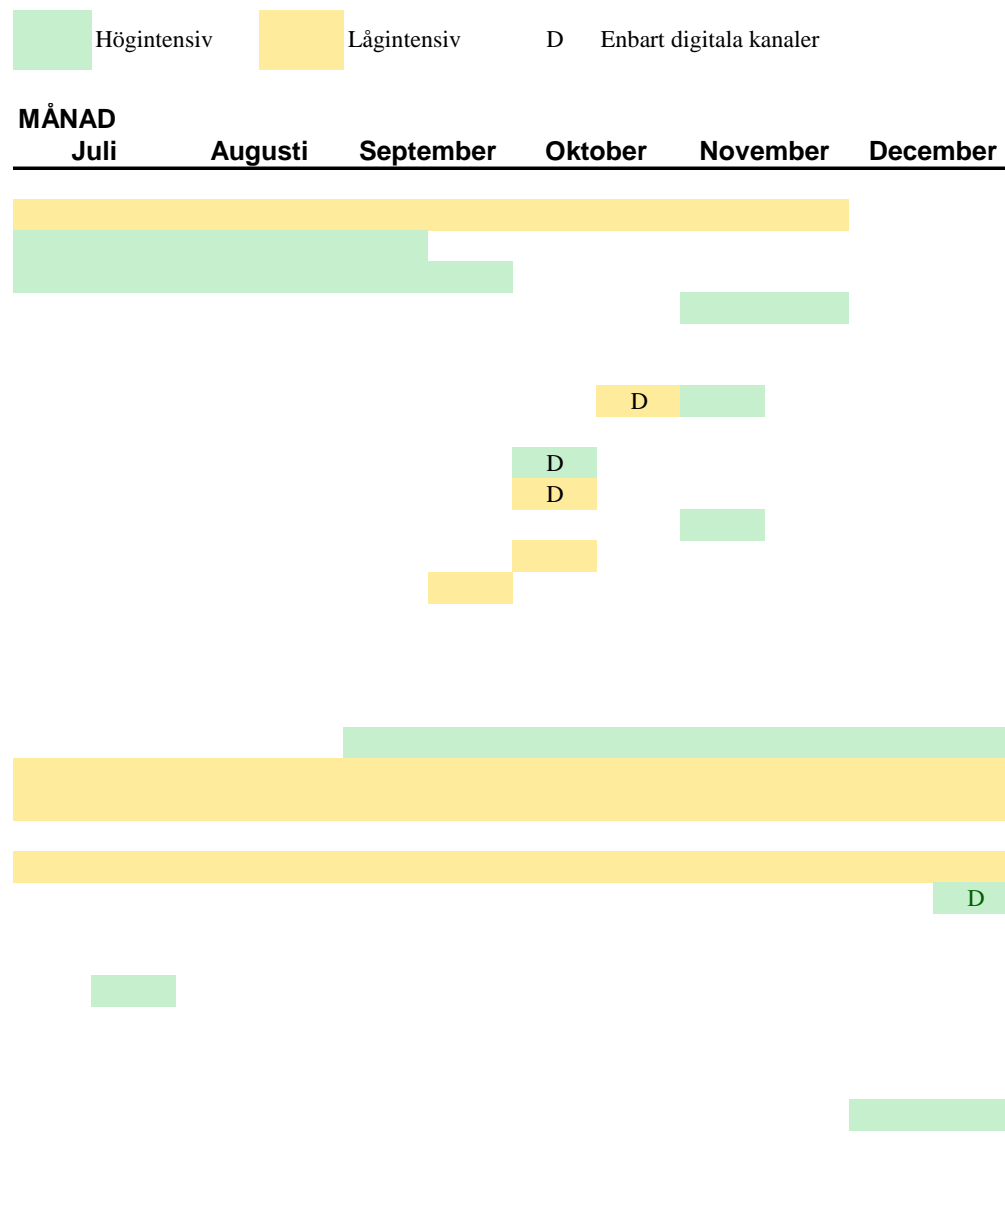 Högintensiv Lågintensiv D Enbart digitala kanaler
MÅNAD
Juli Augusti September Oktober November December
D
D
D
D